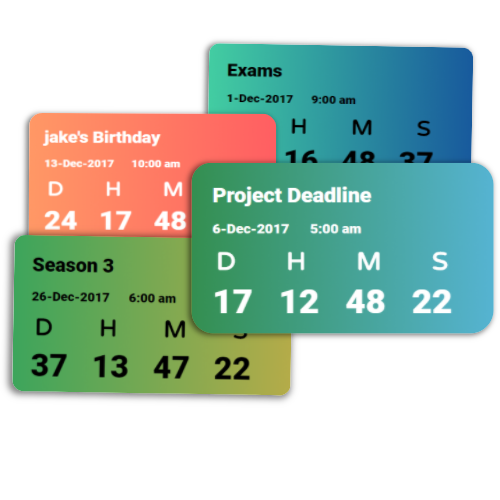 Exams
1-Dec-2017 9:00 am
H M S
16 48 37
jake's Birthday
13-Dec-2017 10:00 am
D H M
24 17 48
Project Deadline
6-Dec-2017 5:00 am
D H M S
17 12 48 22
Season 3
26-Dec-2017 6:00 am
D H M S
37 13 47 22